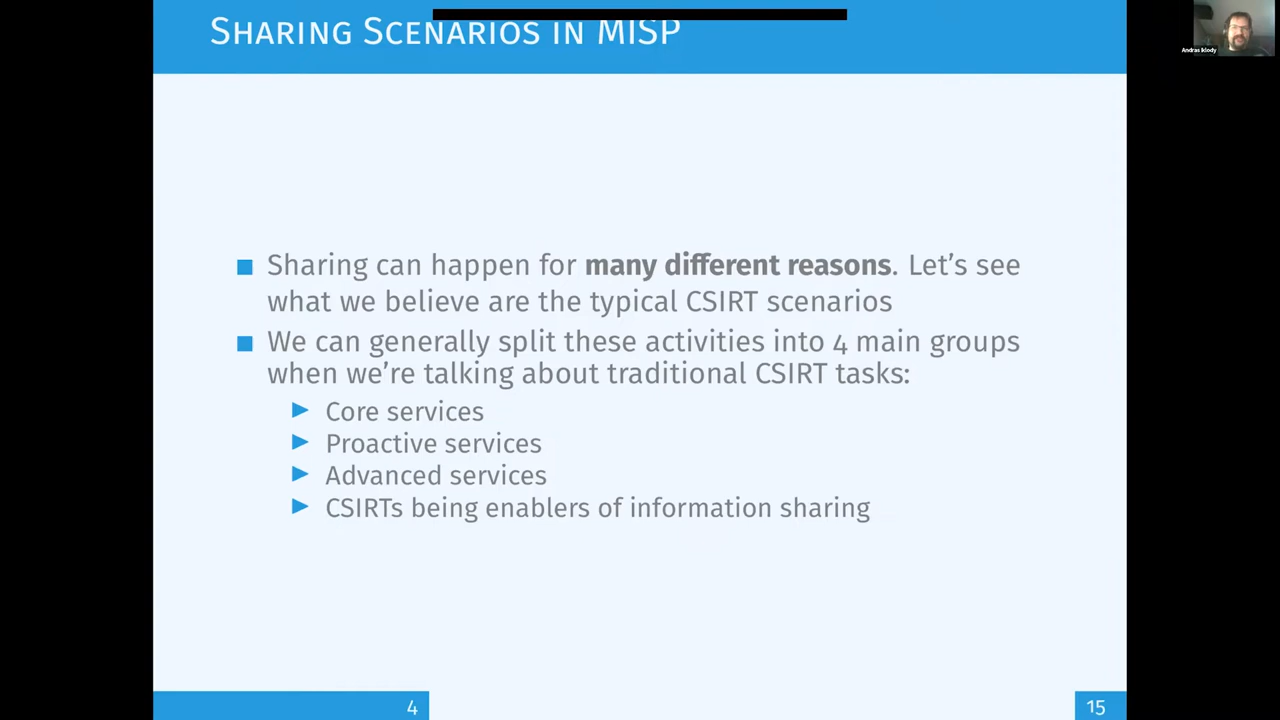 SHARING SCENARIOS IN MISP
Andras Iklody
Sharing can happen for many different reasons. Let's see
what we believe are the typical CSIRT scenarios
We can generally split these activities into 4 main groups
when we're talking about traditional CSIRT tasks:
Core services
Proactive services
Advanced services
CSIRTs being enablers of information sharing
4
15